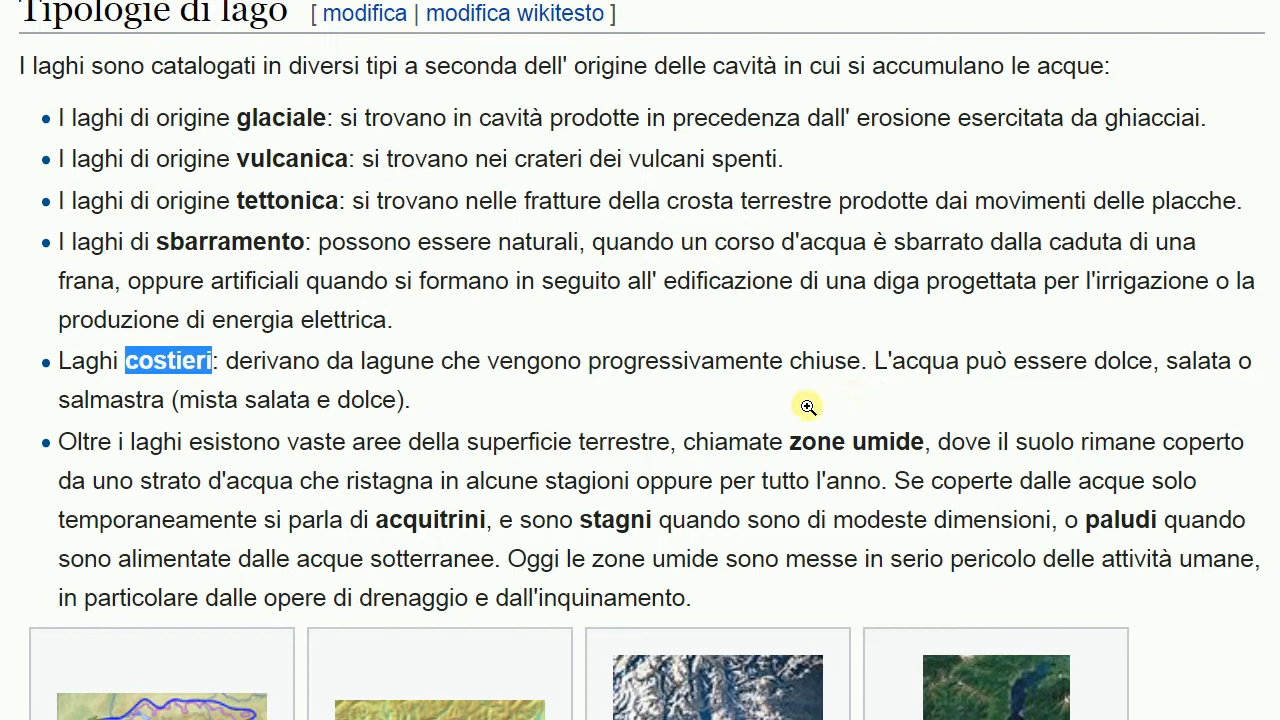 Tipologie di lago [ modifica | modifica wikitesto ]
I laghi sono catalogati in diversi tipi a seconda dell' origine delle cavità in cui si accumulano le acque:
• I laghi di origine glaciale: si trovano in cavità prodotte in precedenza dall' erosione esercitata da ghiacciai.
• I laghi di origine vulcanica: si trovano nei crateri dei vulcani spenti.
• I laghi di origine tettonica: si trovano nelle fratture della crosta terrestre prodotte dai movimenti delle placche.
• I laghi di sbarramento: possono essere naturali, quando un corso d'acqua è sbarrato dalla caduta di una
frana, oppure artificiali quando si formano in seguito all' edificazione di una diga progettata per l'irrigazione o la
produzione di energia elettrica.
• Laghi costieri: derivano da lagune che vengono progressivamente chiuse. L'acqua può essere dolce, salata o
salmastra (mista salata e dolce).
• Oltre i laghi esistono vaste aree della superficie terrestre, chiamate zone umide, dove il suolo rimane coperto
da uno strato d'acqua che ristagna in alcune stagioni oppure per tutto l'anno. Se coperte dalle acque solo
temporaneamente si parla di acquitrini, e sono stagni quando sono di modeste dimensioni, o paludi quando
sono alimentate dalle acque sotterranee. Oggi le zone umide sono messe in serio pericolo delle attività umane,
in particolare dalle opere di drenaggio e dall'inquinamento.